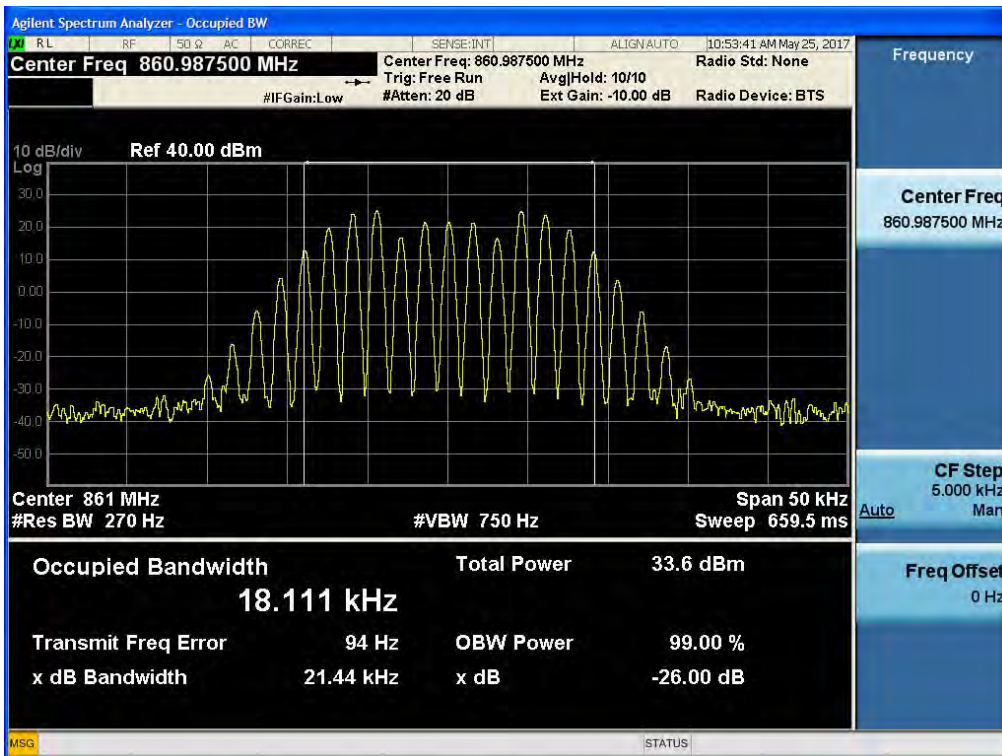 Agilent Spectrum Analyzer - Occupied BW
LXI RL RF 50 Ω AC CORREC SENSE:INT ALIGN AUTO 10:53:41 AM May 25, 2017
Center Freq 860.987500 MHz
Center Freq: 860.987500 MHz
Radio Std: None
Trig: Free Run
Avg|Hold: 10/10
#IFGain:Low
#Atten: 20 dB
Ext Gain: -10.00 dB
Radio Device: BTS
10 dB/div Ref 40.00 dBm
Log
30.0
20.0
10.0
0.00
-10.0
-20.0
-30.0
-40.0
-50.0
Center 861 MHz Span 50 kHz
#Res BW 270 Hz #VBW 750 Hz Sweep 659.5 ms
Occupied Bandwidth Total Power 33.6 dBm
18.111 kHz
Transmit Freq Error 94 Hz OBW Power 99.00 %
x dB Bandwidth 21.44 kHz x dB -26.00 dB
MSG STATUS
Frequency
Center Freq
860.987500 MHz
CF Step
5.000 kHz
Auto Man
Freq Offset
0 Hz